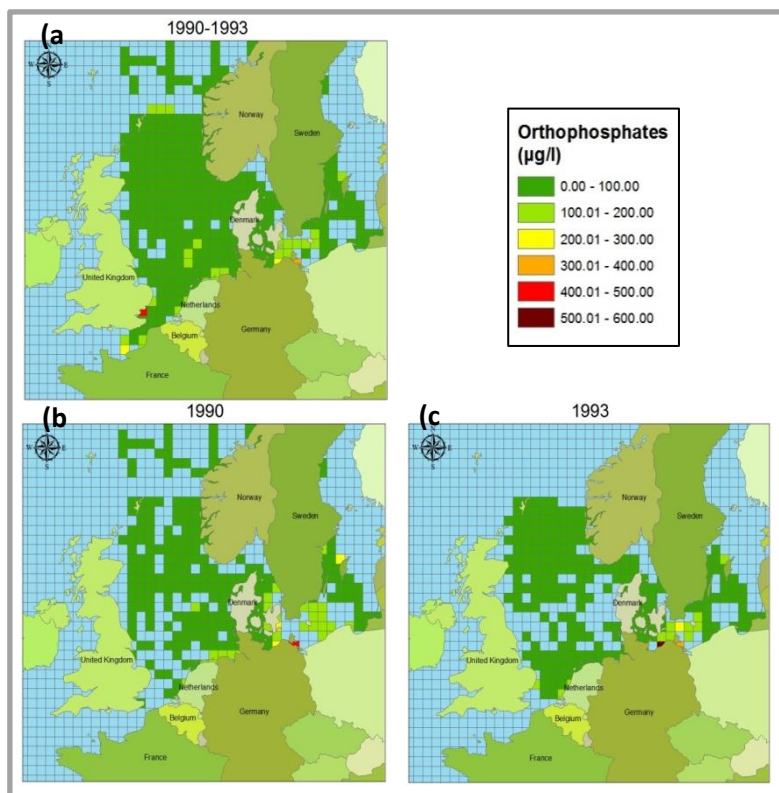 (a)
1990-1993
N
W E
S
Norway
Sweden
Denmark
United Kingdom
Netherlands
Belgium
Germany
France
Orthophosphates
(µg/l)
0.00 - 100.00
100.01 - 200.00
200.01 - 300.00
300.01 - 400.00
400.01 - 500.00
500.01 - 600.00
(b)
1990
N
W E
S
Norway
Sweden
Denmark
United Kingdom
Netherlands
Belgium
Germany
France
(c)
1993
N
W E
S
Norway
Sweden
Denmark
United Kingdom
Netherlands
Belgium
Germany
France